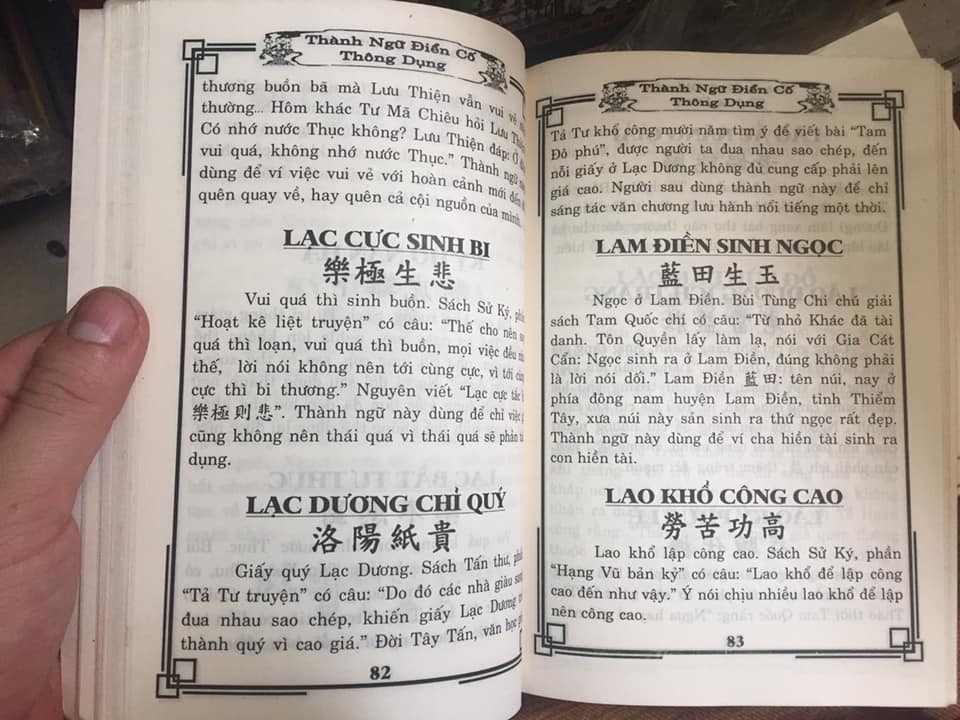 Thành Ngữ Điển Cố
Thông Dụng
thương buồn bã mà Lưu Thiện vẫn vui vẻ
thường... Hôm khác Tư Mã Chiêu hỏi Lưu
Có nhớ nước Thục không? Lưu Thiện đáp: Ở
vui quá, không nhớ nước Thục.” Thành ngữ
dùng để ví việc vui vẻ với hoàn cảnh mới đến
quên quay về, hay quên cả cội nguồn của mình.
LẠC CỰC SINH BI
樂極生悲
Vui quá thì sinh buồn. Sách Sử Ký,
“Hoạt kê liệt truyện” có câu: “Thế cho nên
quá thì loạn, vui quá thì buồn, mọi việc đều
thế, lời nói không nên tới cùng cực, vì tới
cực thì bi thương.” Nguyên viết “Lạc cực tắc
樂極則悲”. Thành ngữ này dùng để chỉ việc
cũng không nên thái quá vì thái quá sẽ phản
dụng.
LẠC DƯƠNG CHỈ QUÝ
洛陽紙貴
Giấy quý Lạc Dương. Sách Tấn thư,
“Tả Tư truyện” có câu: “Do đó các nhà giàu
đua nhau sao chép, khiến giấy Lạc Dương
thành quý vì cao giá.” Đời Tây Tấn, văn học
82
Thành Ngữ Điển Cố
Thông Dụng
Tả Tư khổ công mười năm tìm ý để viết bài “Tam
Đô phú”, được người ta đua nhau sao chép, đến
nỗi giấy ở Lạc Dương không đủ cung cấp phải lên
giá cao. Người sau dùng thành ngữ này để chỉ
sáng tác văn chương lưu hành nổi tiếng một thời.
LAM ĐIỀN SINH NGỌC
藍田生玉
Ngọc ở Lam Điền. Bùi Tùng Chi chú giải
sách Tam Quốc chí có câu: “Từ nhỏ Khác đã tài
danh. Tôn Quyền lấy làm lạ, nói với Gia Cát
Cẩn: Ngọc sinh ra ở Lam Điền, đúng không phải
là lời nói dối.” Lam Điền 藍田: tên núi, nay ở
phía đông nam huyện Lam Điền, tỉnh Thiểm
Tây, xưa núi này sản sinh ra thứ ngọc rất đẹp.
Thành ngữ này dùng để ví cha hiền tài sinh ra
con hiền tài.
LAO KHỔ CÔNG CAO
勞苦功高
Lao khổ lập công cao. Sách Sử Ký, phần
“Hạng Vũ bản kỷ” có câu: “Lao khổ để lập công
cao đến như vậy.” Ý nói chịu nhiều lao khổ để lập
nên công cao.
83